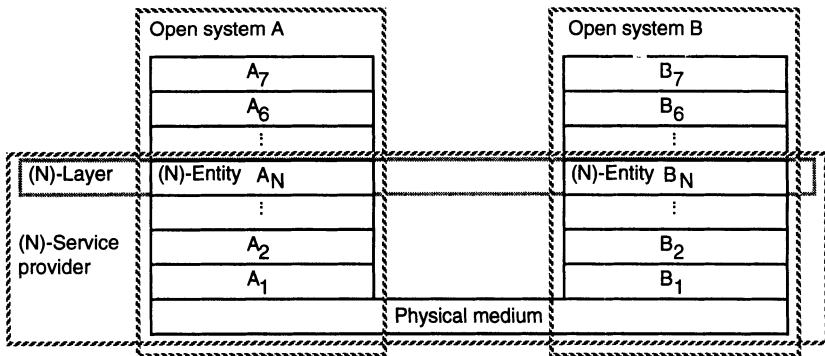 Open system A
Open system B
A7
B7
A6
B6
⋮
⋮
(N)-Layer
(N)-Entity AN
(N)-Entity BN
⋮
⋮
(N)-Service
provider
A2
B2
A1
B1
Physical medium